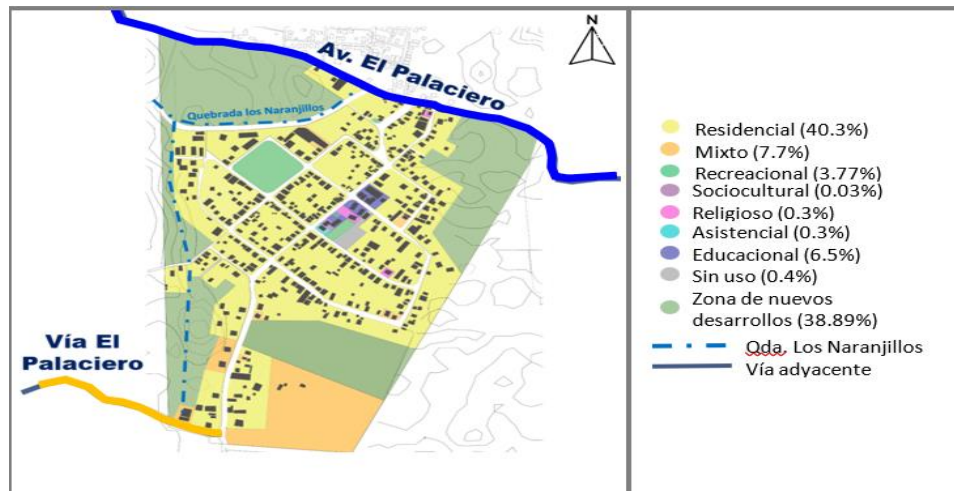 N
Av. El Palaciero
Quebrada los Naranjillos
Vía El
Palaciero
Residencial (40.3%)
Mixto (7.7%)
Recreacional (3.77%)
Sociocultural (0.03%)
Religioso (0.3%)
Asistencial (0.3%)
Educacional (6.5%)
Sin uso (0.4%)
Zona de nuevos
desarrollos (38.89%)
Qda. Los Naranjillos
Vía adyacente